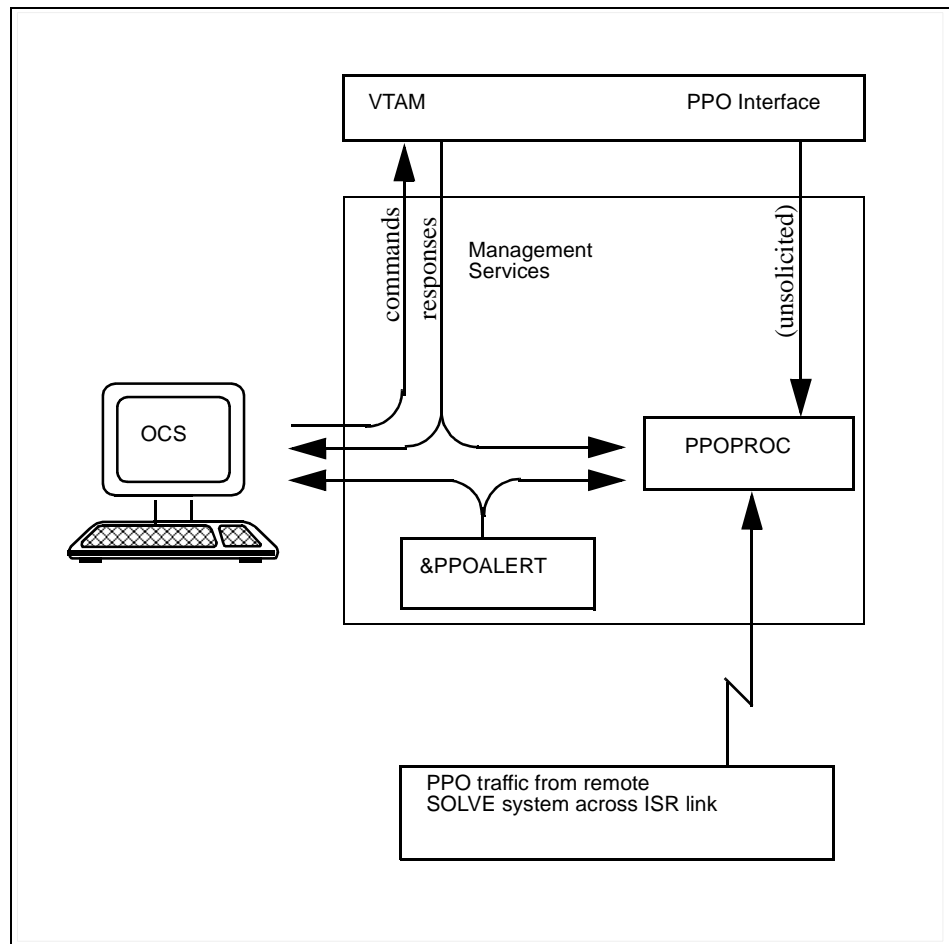 VTAM
PPO Interface
commands
responses
(unsolicited)
Management
Services
OCS
PPOPROC
&PPOALERT
PPO traffic from remote
SOLVE system across ISR link